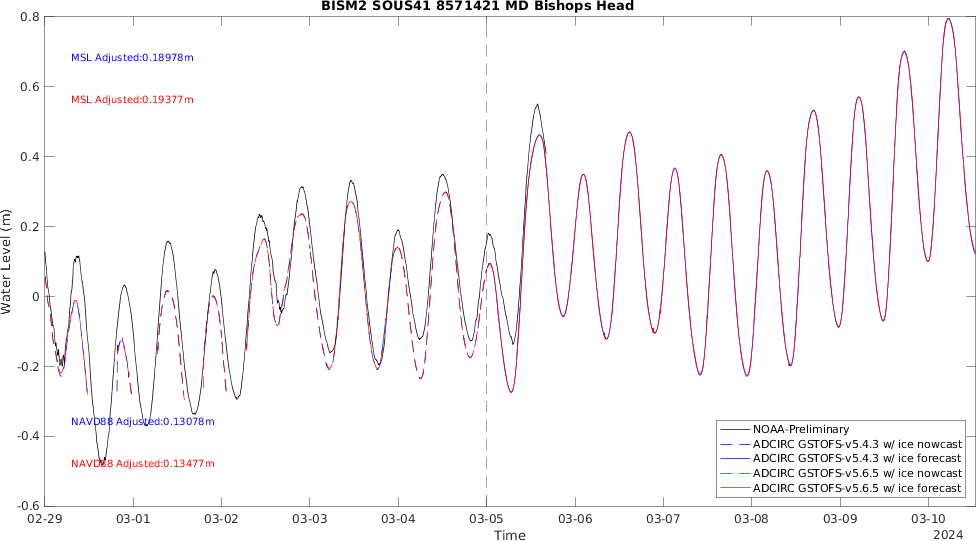 BISM2 SOUS41 8571421 MD Bishops Head
0.8
0.6
0.4
0.2
0
-0.2
-0.4
-0.6
Water Level (m)
MSL Adjusted:0.18978m
MSL Adjusted:0.19377m
NAVD88 Adjusted:0.13078m
NAVD88 Adjusted:0.13477m
NOAA-Preliminary
ADCIRC GSTOFS-v5.4.3 w/ ice nowcast
ADCIRC GSTOFS-v5.4.3 w/ ice forecast
ADCIRC GSTOFS-v5.6.5 w/ ice nowcast
ADCIRC GSTOFS-v5.6.5 w/ ice forecast
02-29 03-01 03-02 03-03 03-04 03-05 03-06 03-07 03-08 03-09 03-10
Time
2024